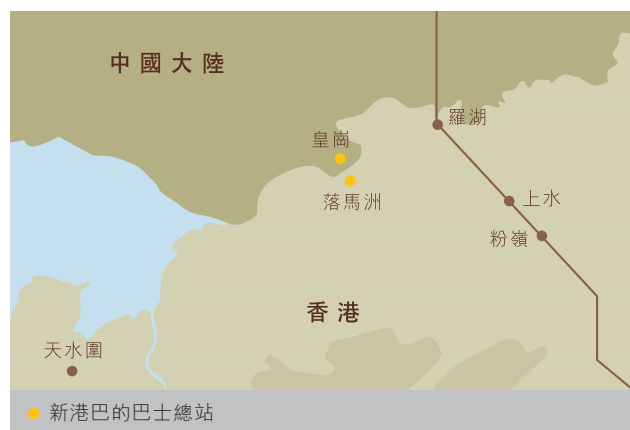 中國大陸
羅湖
皇崗
落馬洲
上水
粉嶺
香港
天水圍
新港巴的巴士總站